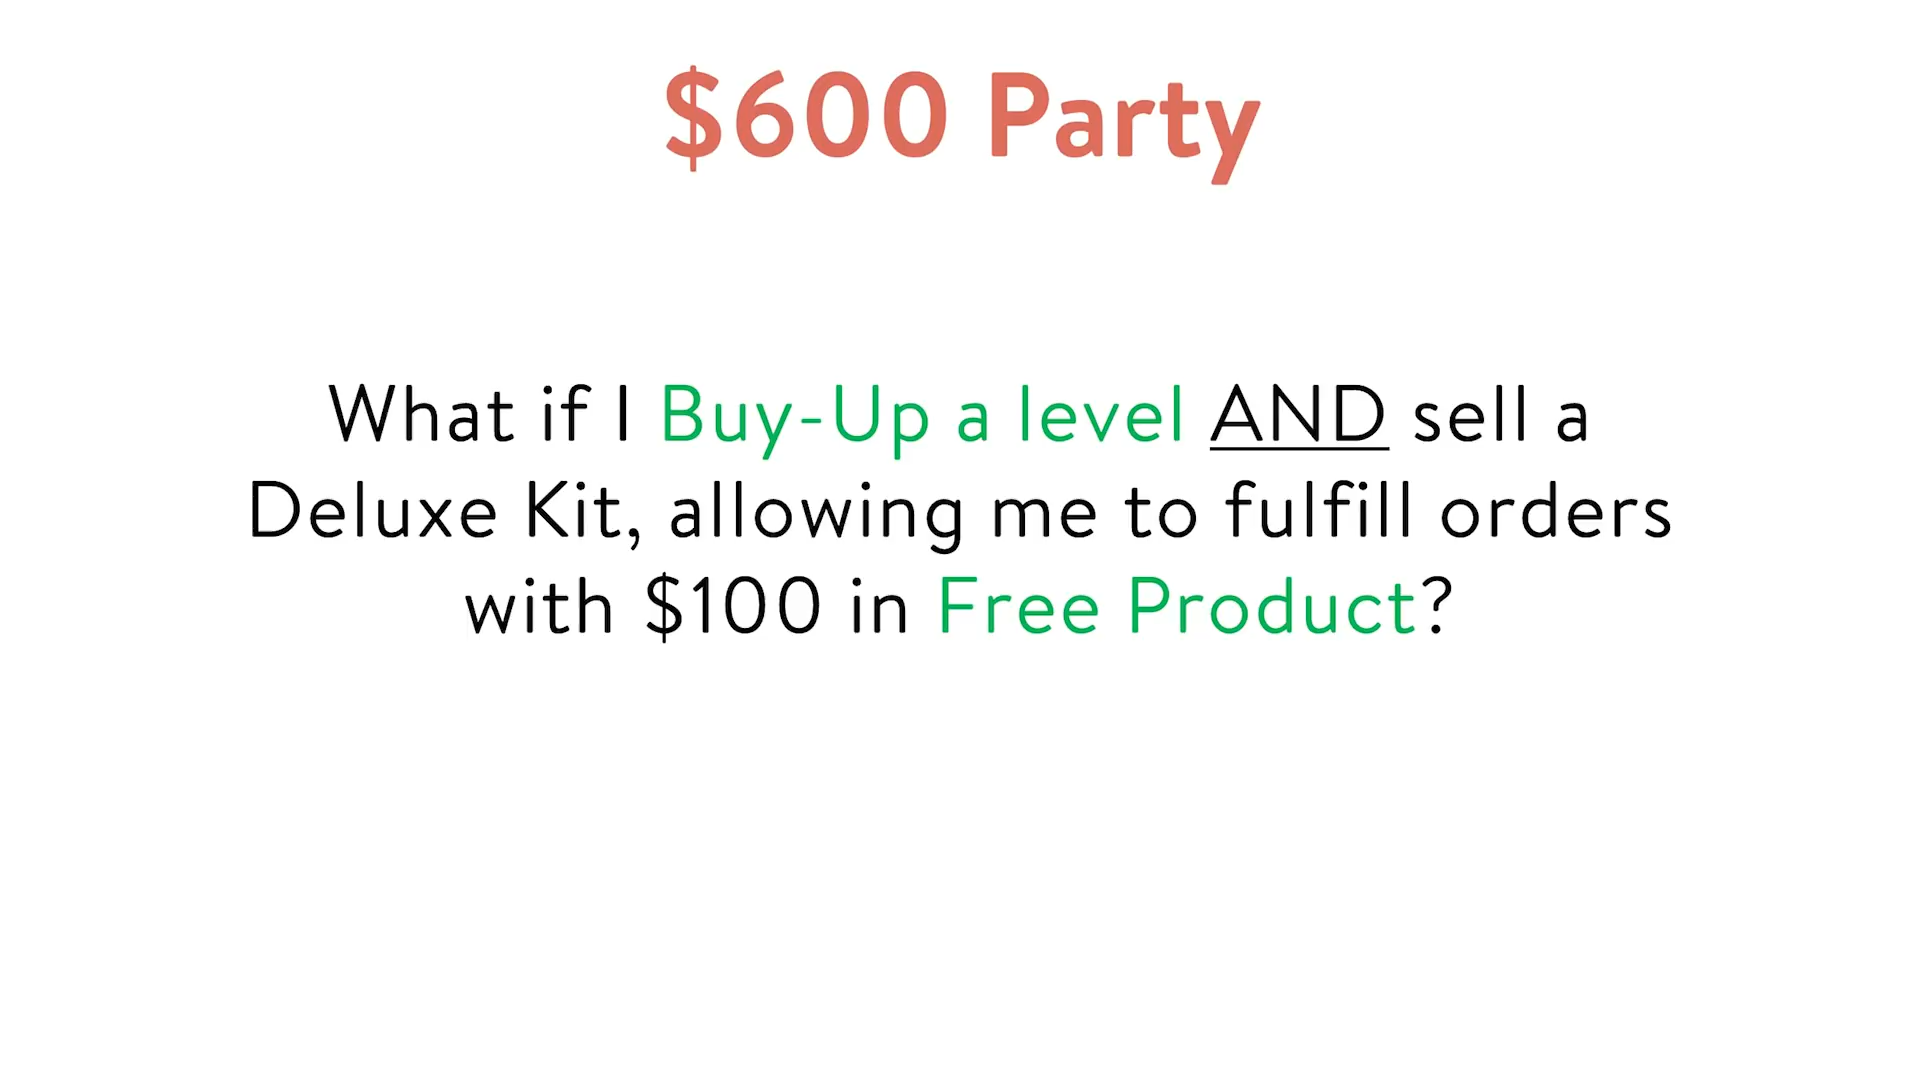 $600 Party
What if I Buy-Up a level AND sell a
Deluxe Kit, allowing me to fulfill orders
with $100 in Free Product?